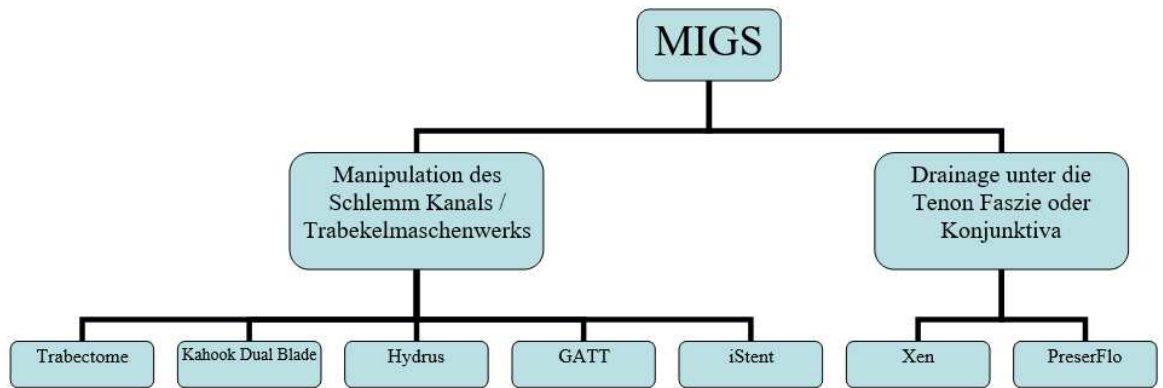 MIGS
Manipulation des
Schlemm Kanals /
Trabekelmaschenwerks
Drainage unter die
Tenon Faszie oder
Konjunktiva
Trabectome
Kahook Dual Blade
Hydrus
GATT
iStent
Xen
PreserFlo